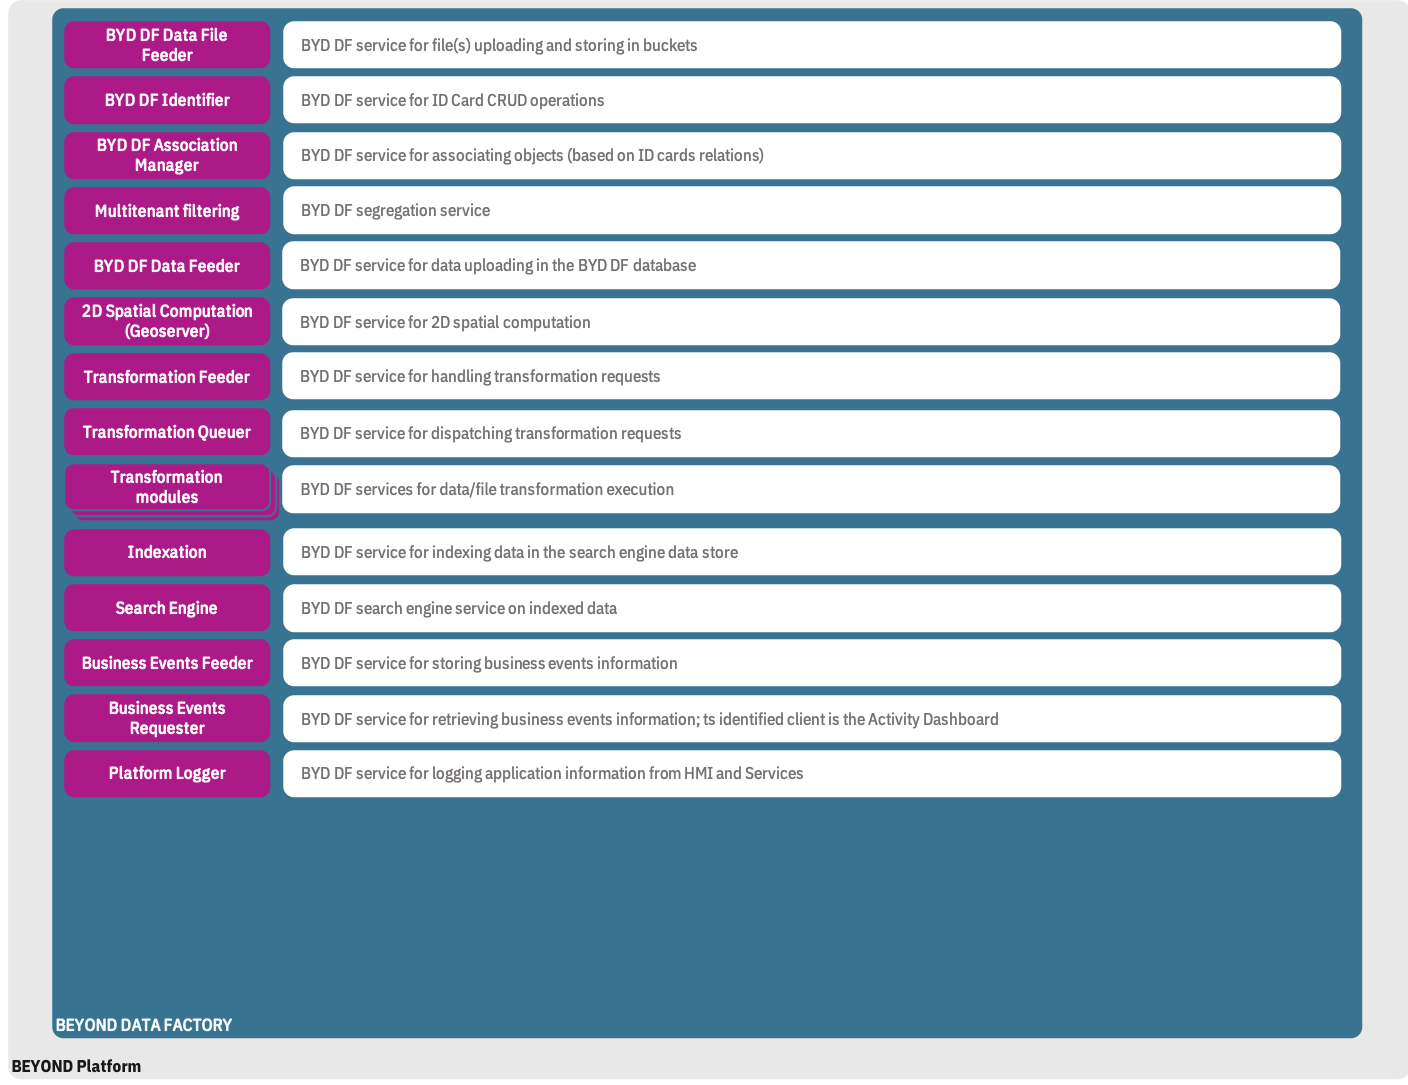 BYD DF Data File
Feeder
BYD DF service for file(s) uploading and storing in buckets
BYD DF Identifier
BYD DF service for ID Card CRUD operations
BYD DF Association
Manager
BYD DF service for associating objects (based on ID cards relations)
Multitenant filtering
BYD DF segregation service
BYD DF Data Feeder
BYD DF service for data uploading in the BYD DF database
2D Spatial Computation
(Geoserver)
BYD DF service for 2D spatial computation
Transformation Feeder
BYD DF service for handling transformation requests
Transformation Queuer
BYD DF service for dispatching transformation requests
Transformation
modules
BYD DF services for data/file transformation execution
Indexation
BYD DF service for indexing data in the search engine data store
Search Engine
BYD DF search engine service on indexed data
Business Events Feeder
BYD DF service for storing business events information
Business Events
Requester
BYD DF service for retrieving business events information; ts identified client is the Activity Dashboard
Platform Logger
BYD DF service for logging application information from HMI and Services
BEYOND DATA FACTORY
BEYOND Platform